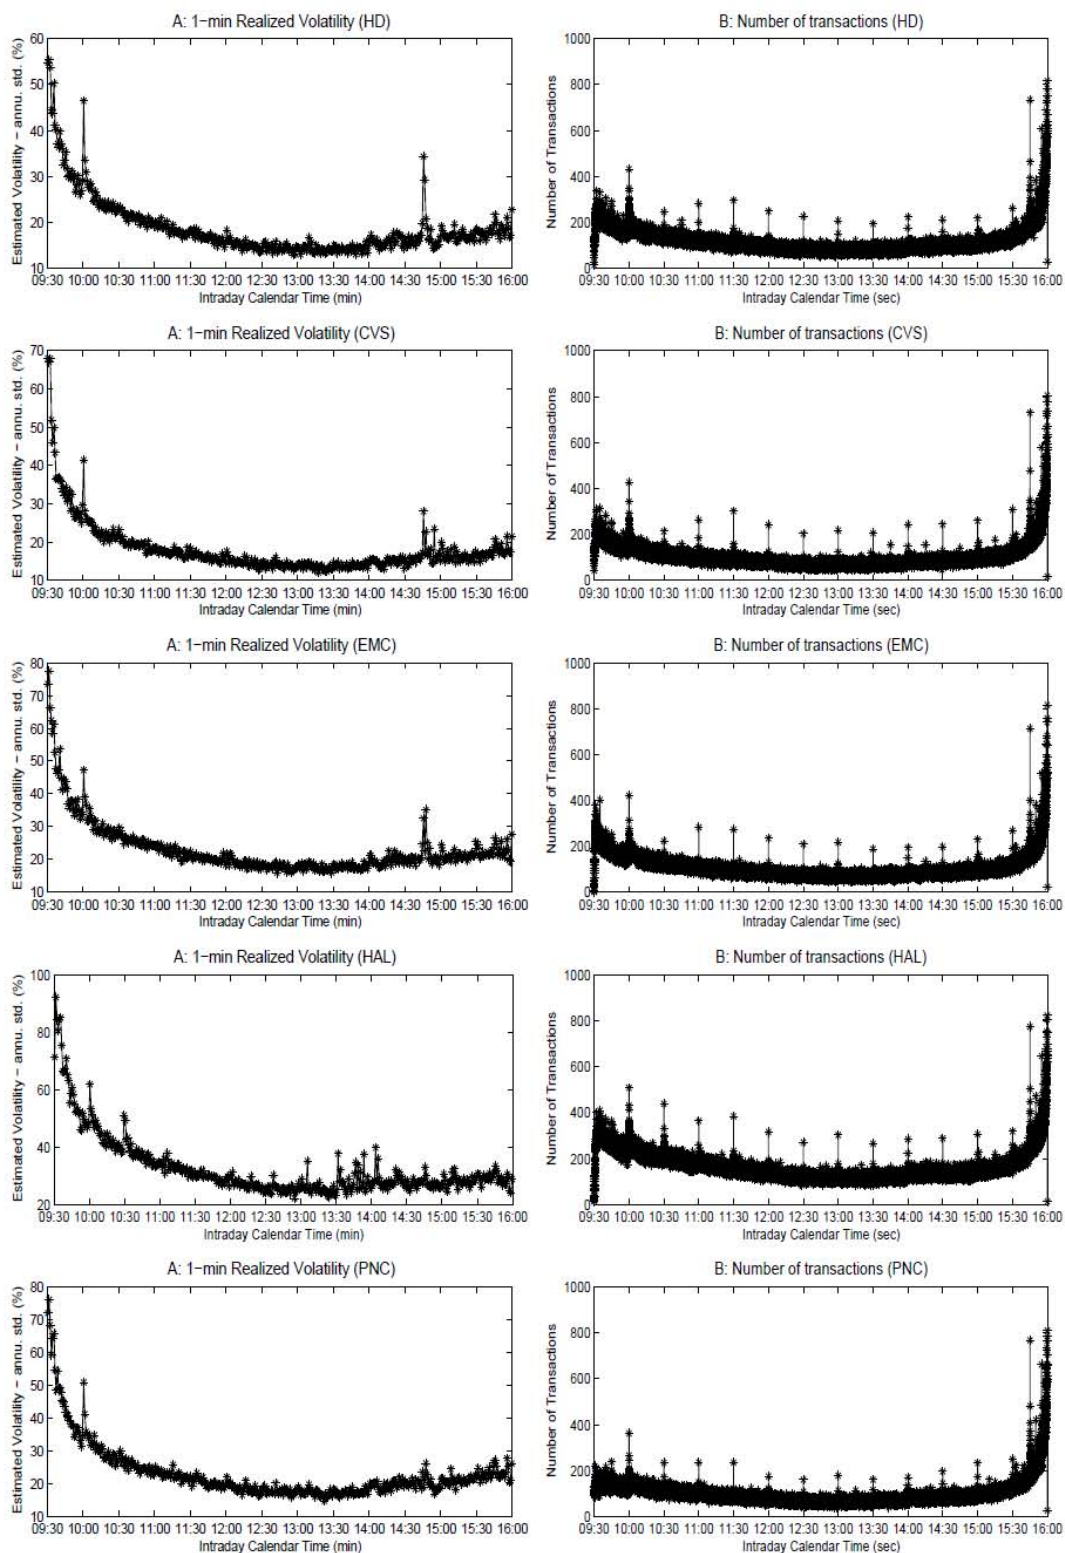 A: 1−min Realized Volatility (HD)
Estimated Volatility − annu. std. (%)
60
50
40
30
20
10
09:30 10:00 10:30 11:00 11:30 12:00 12:30 13:00 13:30 14:00 14:30 15:00 15:30 16:00
Intraday Calendar Time (min)
B: Number of transactions (HD)
Number of Transactions
1000
800
600
400
200
0
09:30 10:00 10:30 11:00 11:30 12:00 12:30 13:00 13:30 14:00 14:30 15:00 15:30 16:00
Intraday Calendar Time (sec)
A: 1−min Realized Volatility (CVS)
Estimated Volatility − annu. std. (%)
70
60
50
40
30
20
10
09:30 10:00 10:30 11:00 11:30 12:00 12:30 13:00 13:30 14:00 14:30 15:00 15:30 16:00
Intraday Calendar Time (min)
B: Number of transactions (CVS)
Number of Transactions
1000
800
600
400
200
0
09:30 10:00 10:30 11:00 11:30 12:00 12:30 13:00 13:30 14:00 14:30 15:00 15:30 16:00
Intraday Calendar Time (sec)
A: 1−min Realized Volatility (EMC)
Estimated Volatility − annu. std. (%)
80
70
60
50
40
30
20
10
09:30 10:00 10:30 11:00 11:30 12:00 12:30 13:00 13:30 14:00 14:30 15:00 15:30 16:00
Intraday Calendar Time (min)
B: Number of transactions (EMC)
Number of Transactions
1000
800
600
400
200
0
09:30 10:00 10:30 11:00 11:30 12:00 12:30 13:00 13:30 14:00 14:30 15:00 15:30 16:00
Intraday Calendar Time (sec)
A: 1−min Realized Volatility (HAL)
Estimated Volatility − annu. std. (%)
100
80
60
40
20
09:30 10:00 10:30 11:00 11:30 12:00 12:30 13:00 13:30 14:00 14:30 15:00 15:30 16:00
Intraday Calendar Time (min)
B: Number of transactions (HAL)
Number of Transactions
1000
800
600
400
200
0
09:30 10:00 10:30 11:00 11:30 12:00 12:30 13:00 13:30 14:00 14:30 15:00 15:30 16:00
Intraday Calendar Time (sec)
A: 1−min Realized Volatility (PNC)
Estimated Volatility − annu. std. (%)
80
70
60
50
40
30
20
10
09:30 10:00 10:30 11:00 11:30 12:00 12:30 13:00 13:30 14:00 14:30 15:00 15:30 16:00
Intraday Calendar Time (min)
B: Number of transactions (PNC)
Number of Transactions
1000
800
600
400
200
0
09:30 10:00 10:30 11:00 11:30 12:00 12:30 13:00 13:30 14:00 14:30 15:00 15:30 16:00
Intraday Calendar Time (sec)